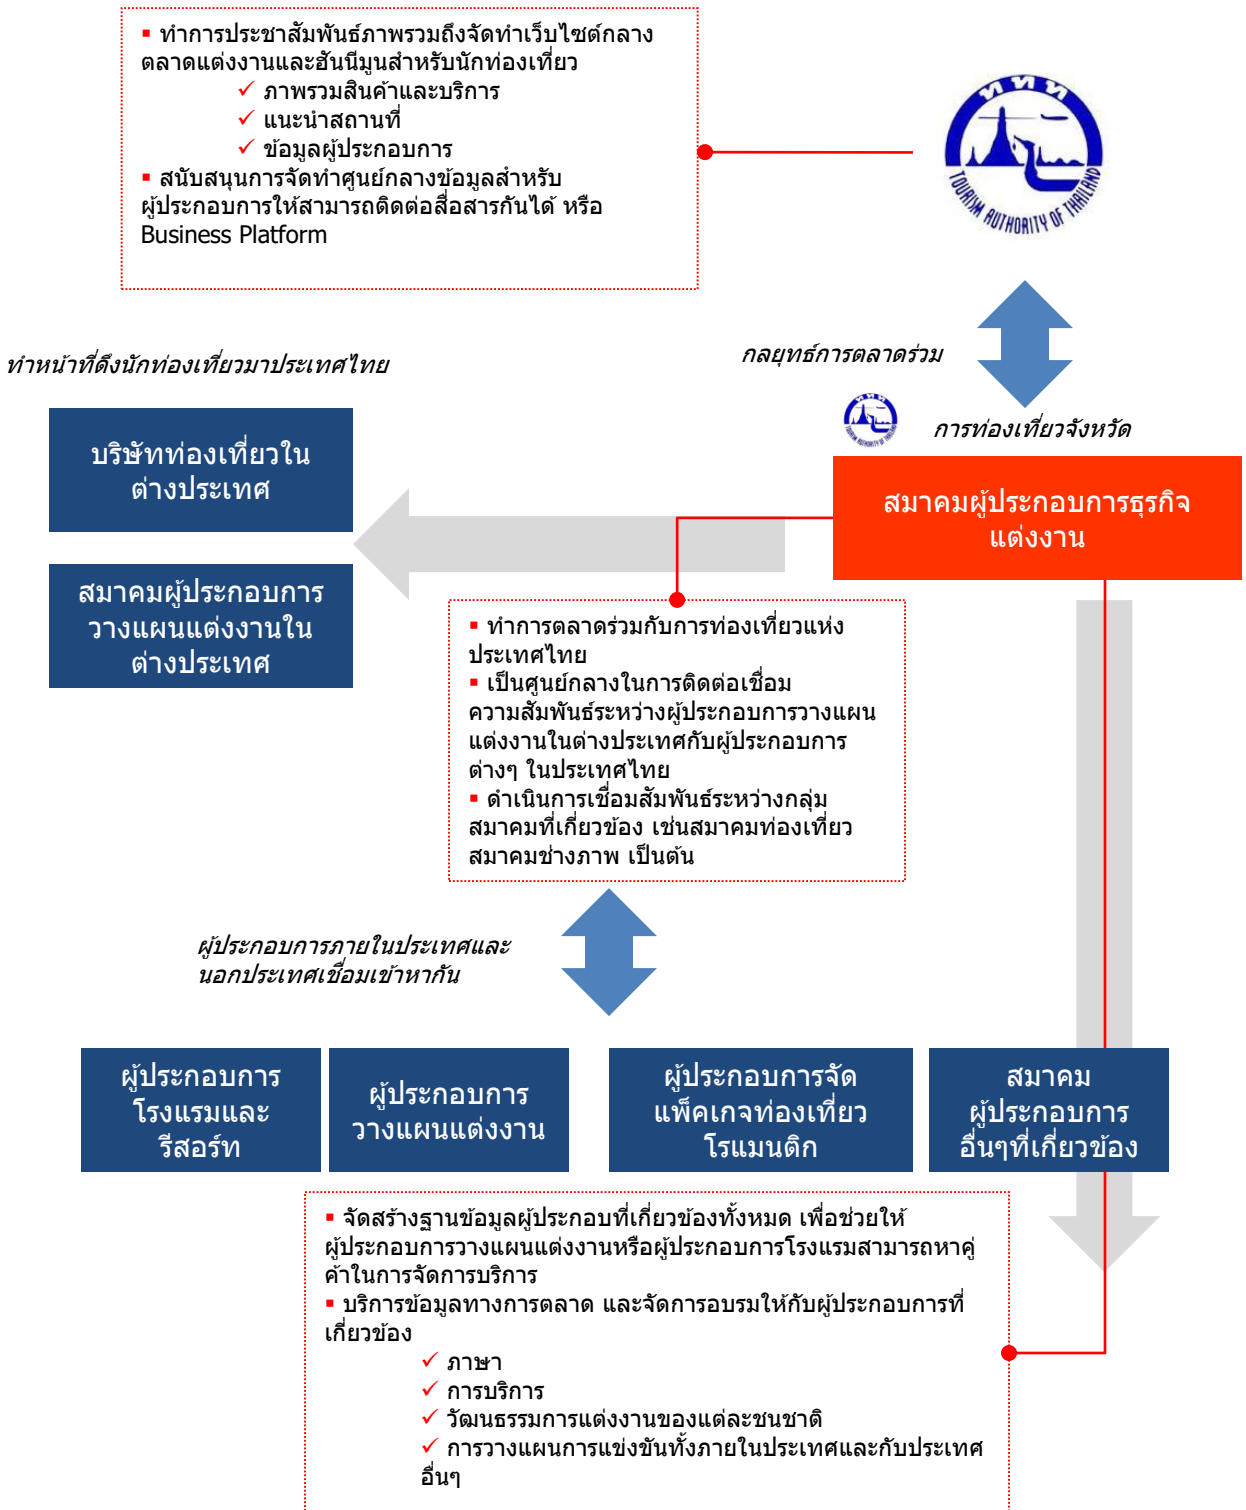 ▪ ทำการประชาสัมพันธ์ภาพรวมถึงจัดทำเว็บไซต์กลาง
ตลาดแต่งงานและฮันนีมูนสำหรับนักท่องเที่ยว
✓ ภาพรวมสินค้าและบริการ
✓ แนะนำสถานที่
✓ ข้อมูลผู้ประกอบการ
▪ สนับสนุนการจัดทำศูนย์กลางข้อมูลสำหรับ
ผู้ประกอบการให้สามารถติดต่อสื่อสารกันได้ หรือ
Business Platform
ททท
TOURISM AUTHORITY OF THAILAND
ทำหน้าที่ดึงนักท่องเที่ยวมาประเทศไทย
กลยุทธ์การตลาดร่วม
ททท
TOURISM AUTHORITY OF THAILAND
การท่องเที่ยวจังหวัด
บริษัทท่องเที่ยวใน
ต่างประเทศ
สมาคมผู้ประกอบการธุรกิจ
แต่งงาน
สมาคมผู้ประกอบการ
วางแผนแต่งงานใน
ต่างประเทศ
▪ ทำการตลาดร่วมกับการท่องเที่ยวแห่ง
ประเทศไทย
▪ เป็นศูนย์กลางในการติดต่อเชื่อม
ความสัมพันธ์ระหว่างผู้ประกอบการวางแผน
แต่งงานในต่างประเทศกับผู้ประกอบการ
ต่างๆ ในประเทศไทย
▪ ดำเนินการเชื่อมสัมพันธ์ระหว่างกลุ่ม
สมาคมที่เกี่ยวข้อง เช่นสมาคมท่องเที่ยว
สมาคมช่างภาพ เป็นต้น
ผู้ประกอบการภายในประเทศและ
นอกประเทศเชื่อมเข้าหากัน
ผู้ประกอบการ
โรงแรมและ
รีสอร์ท
ผู้ประกอบการ
วางแผนแต่งงาน
ผู้ประกอบการจัด
แพ็คเกจท่องเที่ยว
โรแมนติก
สมาคม
ผู้ประกอบการ
อื่นๆที่เกี่ยวข้อง
▪ จัดสร้างฐานข้อมูลผู้ประกอบที่เกี่ยวข้องทั้งหมด เพื่อช่วยให้
ผู้ประกอบการวางแผนแต่งงานหรือผู้ประกอบการโรงแรมสามารถหาคู่
ค้าในการจัดการบริการ
▪ บริการข้อมูลทางการตลาด และจัดการอบรมให้กับผู้ประกอบการที่
เกี่ยวข้อง
✓ ภาษา
✓ การบริการ
✓ วัฒนธรรมการแต่งงานของแต่ละชนชาติ
✓ การวางแผนการแข่งขันทั้งภายในประเทศและกับประเทศ
อื่นๆ